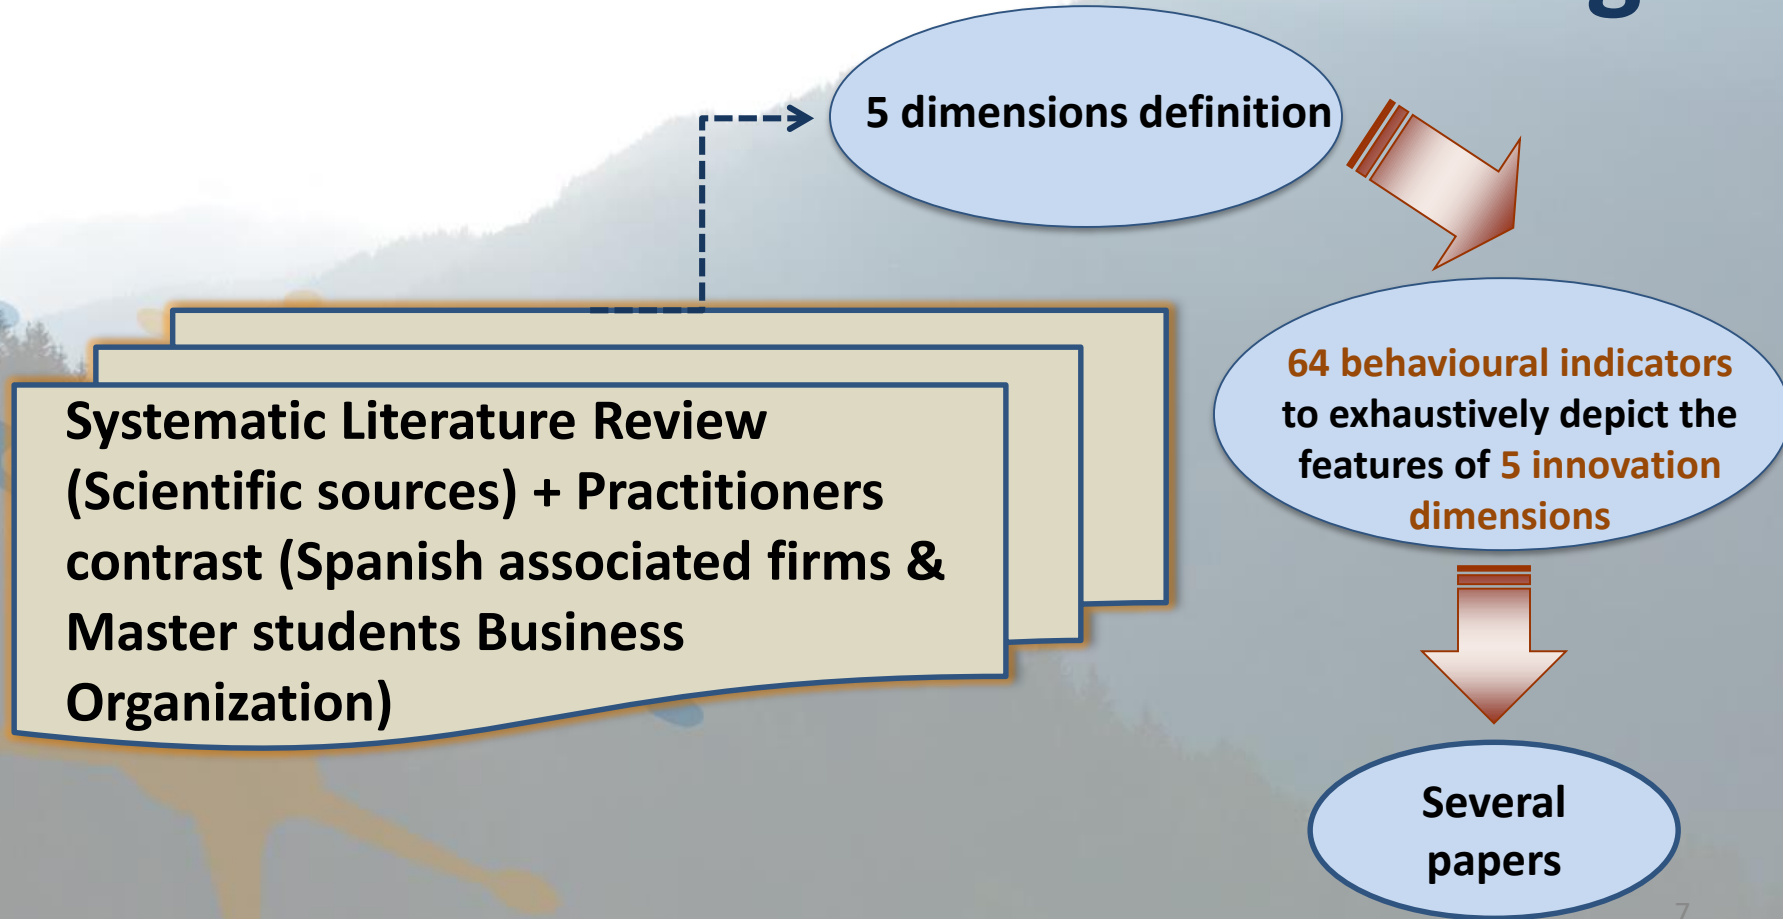 5 dimensions definition
Systematic Literature Review
(Scientific sources) + Practitioners
contrast (Spanish associated firms &
Master students Business
Organization)
64 behavioural indicators
to exhaustively depict the
features of 5 innovation
dimensions
Several
papers
7